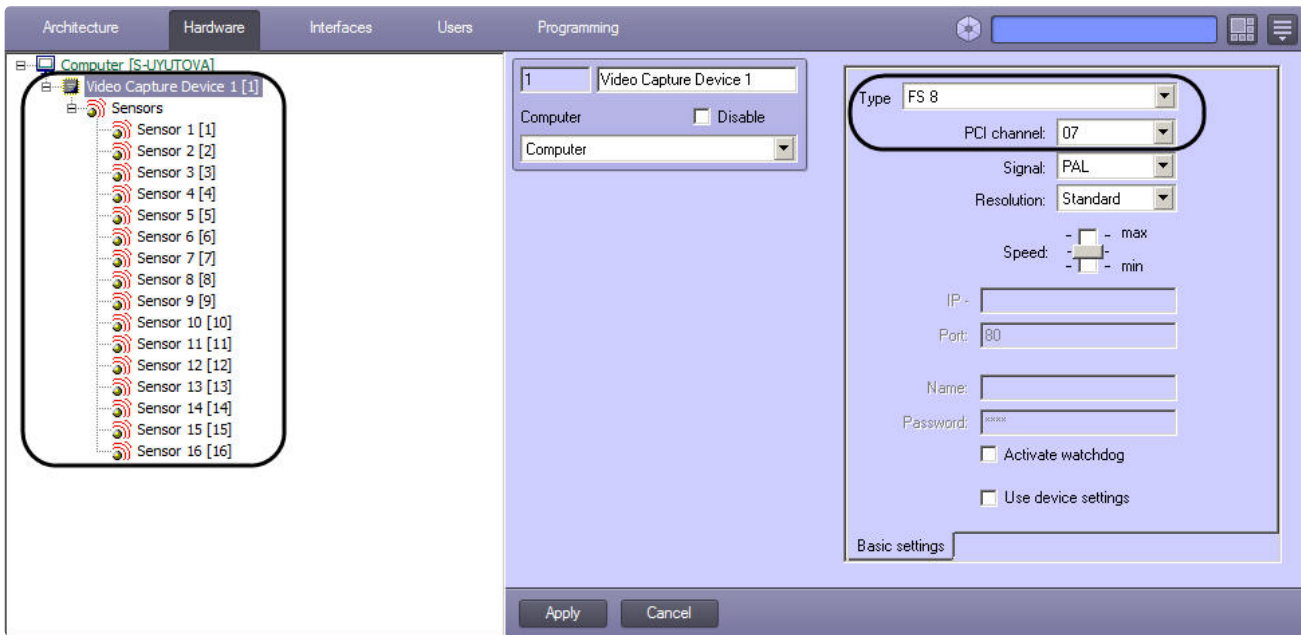 Architecture Hardware Interfaces Users Programming
Computer [S-UYUTOVA]
Video Capture Device 1 [1]
Sensors
Sensor 1 [1]
Sensor 2 [2]
Sensor 3 [3]
Sensor 4 [4]
Sensor 5 [5]
Sensor 6 [6]
Sensor 7 [7]
Sensor 8 [8]
Sensor 9 [9]
Sensor 10 [10]
Sensor 11 [11]
Sensor 12 [12]
Sensor 13 [13]
Sensor 14 [14]
Sensor 15 [15]
Sensor 16 [16]
1 Video Capture Device 1
Computer Disable
Computer
Type FS 8
PCI channel: 07
Signal: PAL
Resolution: Standard
max
Speed:
min
IP -
Port: 80
Name:
Password: ****
Activate watchdog
Use device settings
Basic settings
Apply Cancel